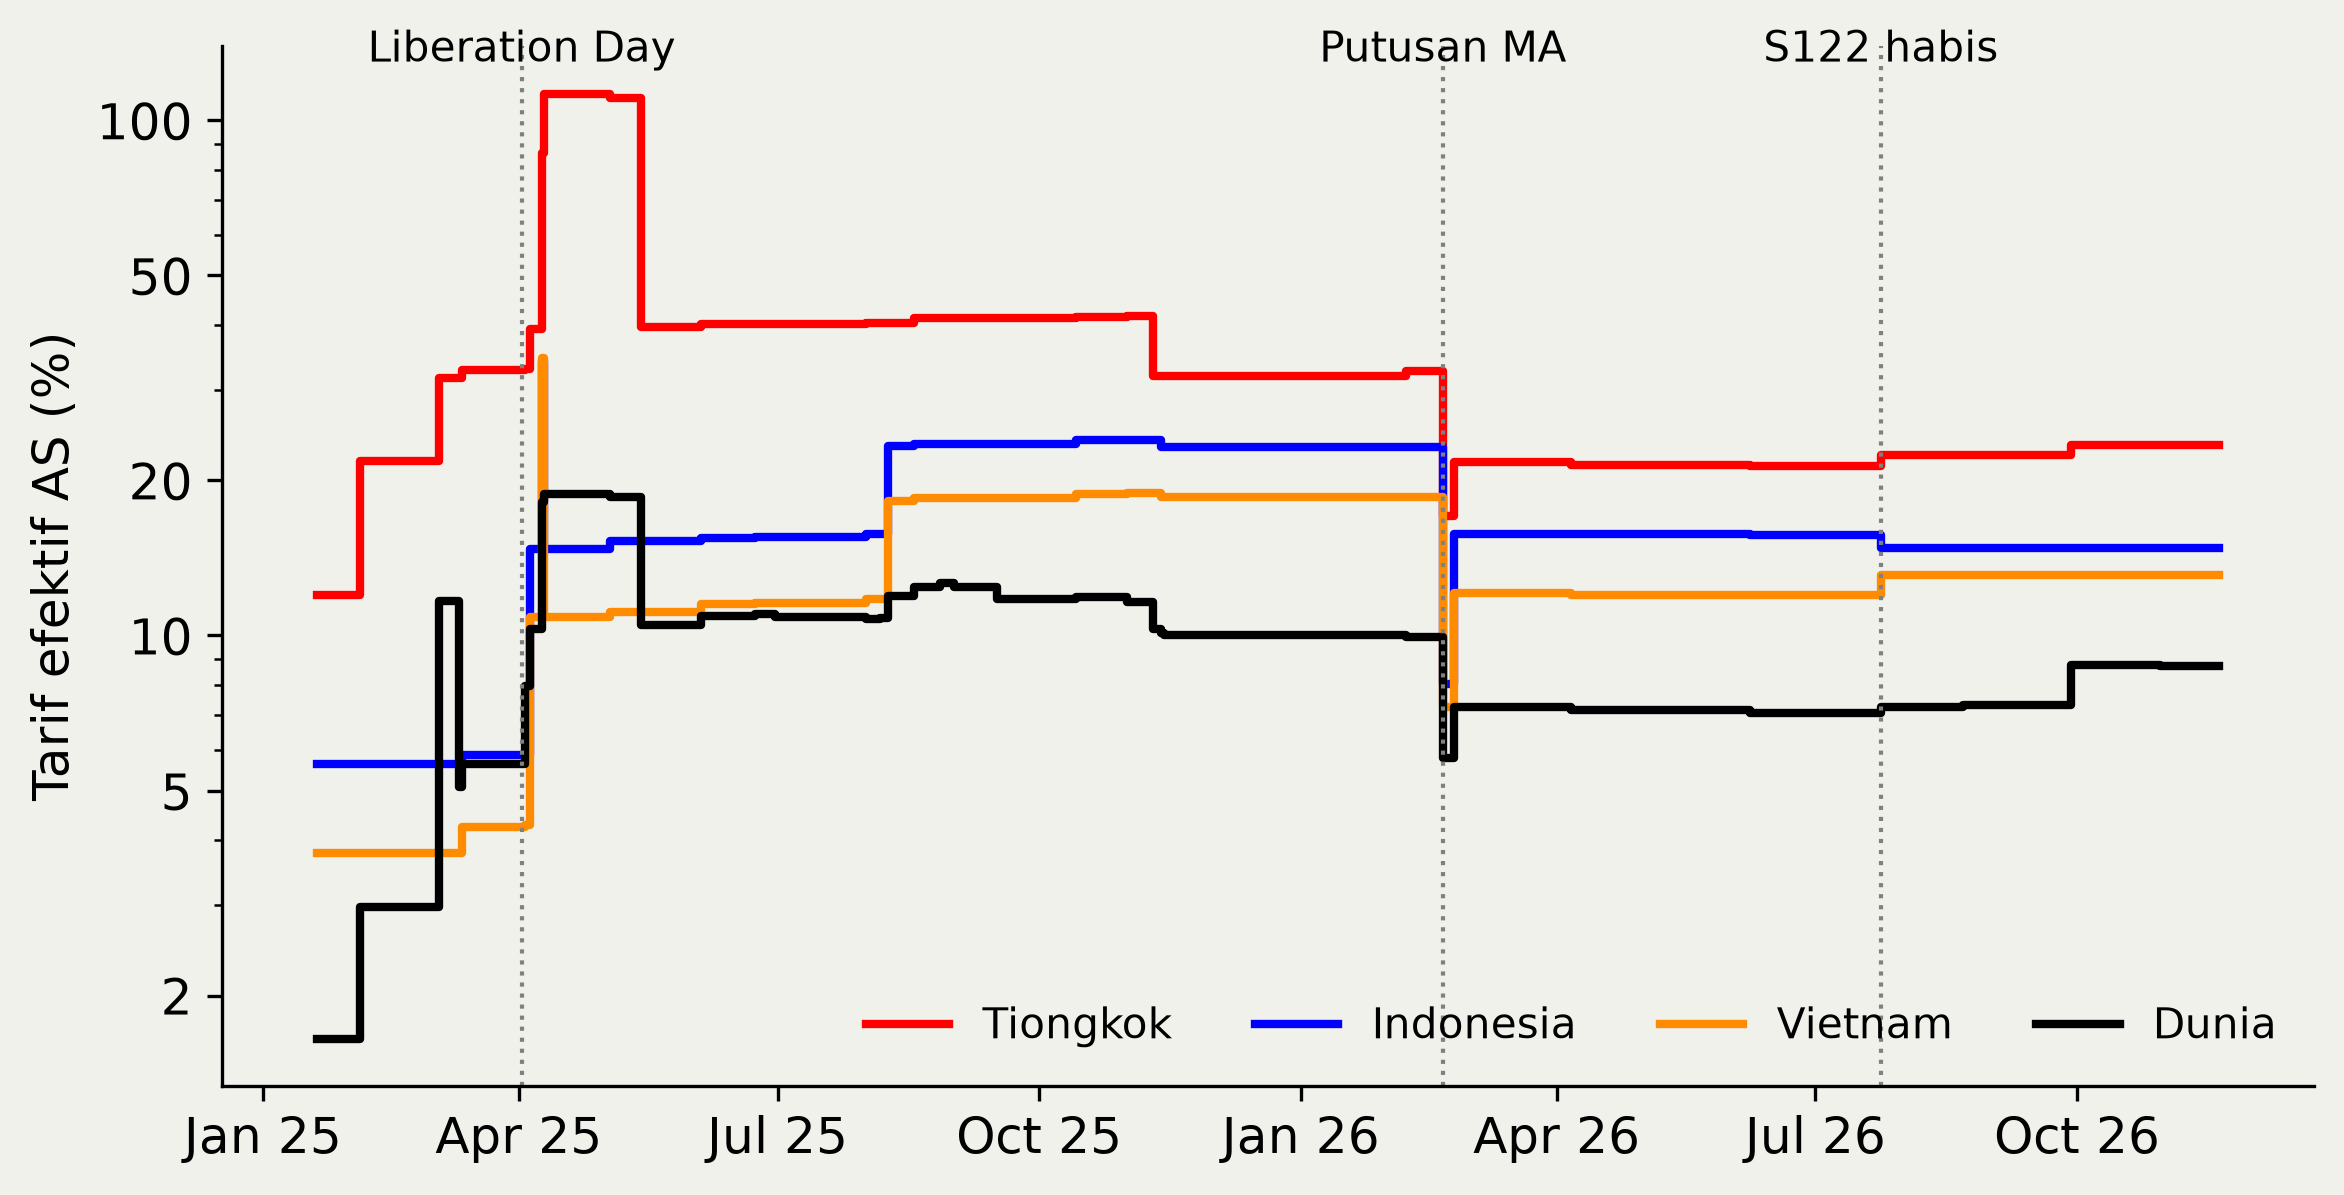 Liberation Day Putusan MA S122 habis
Tarif efektif AS (%)
100
50
20
10
5
2
Tiongkok Indonesia Vietnam Dunia
Jan 25 Apr 25 Jul 25 Oct 25 Jan 26 Apr 26 Jul 26 Oct 26